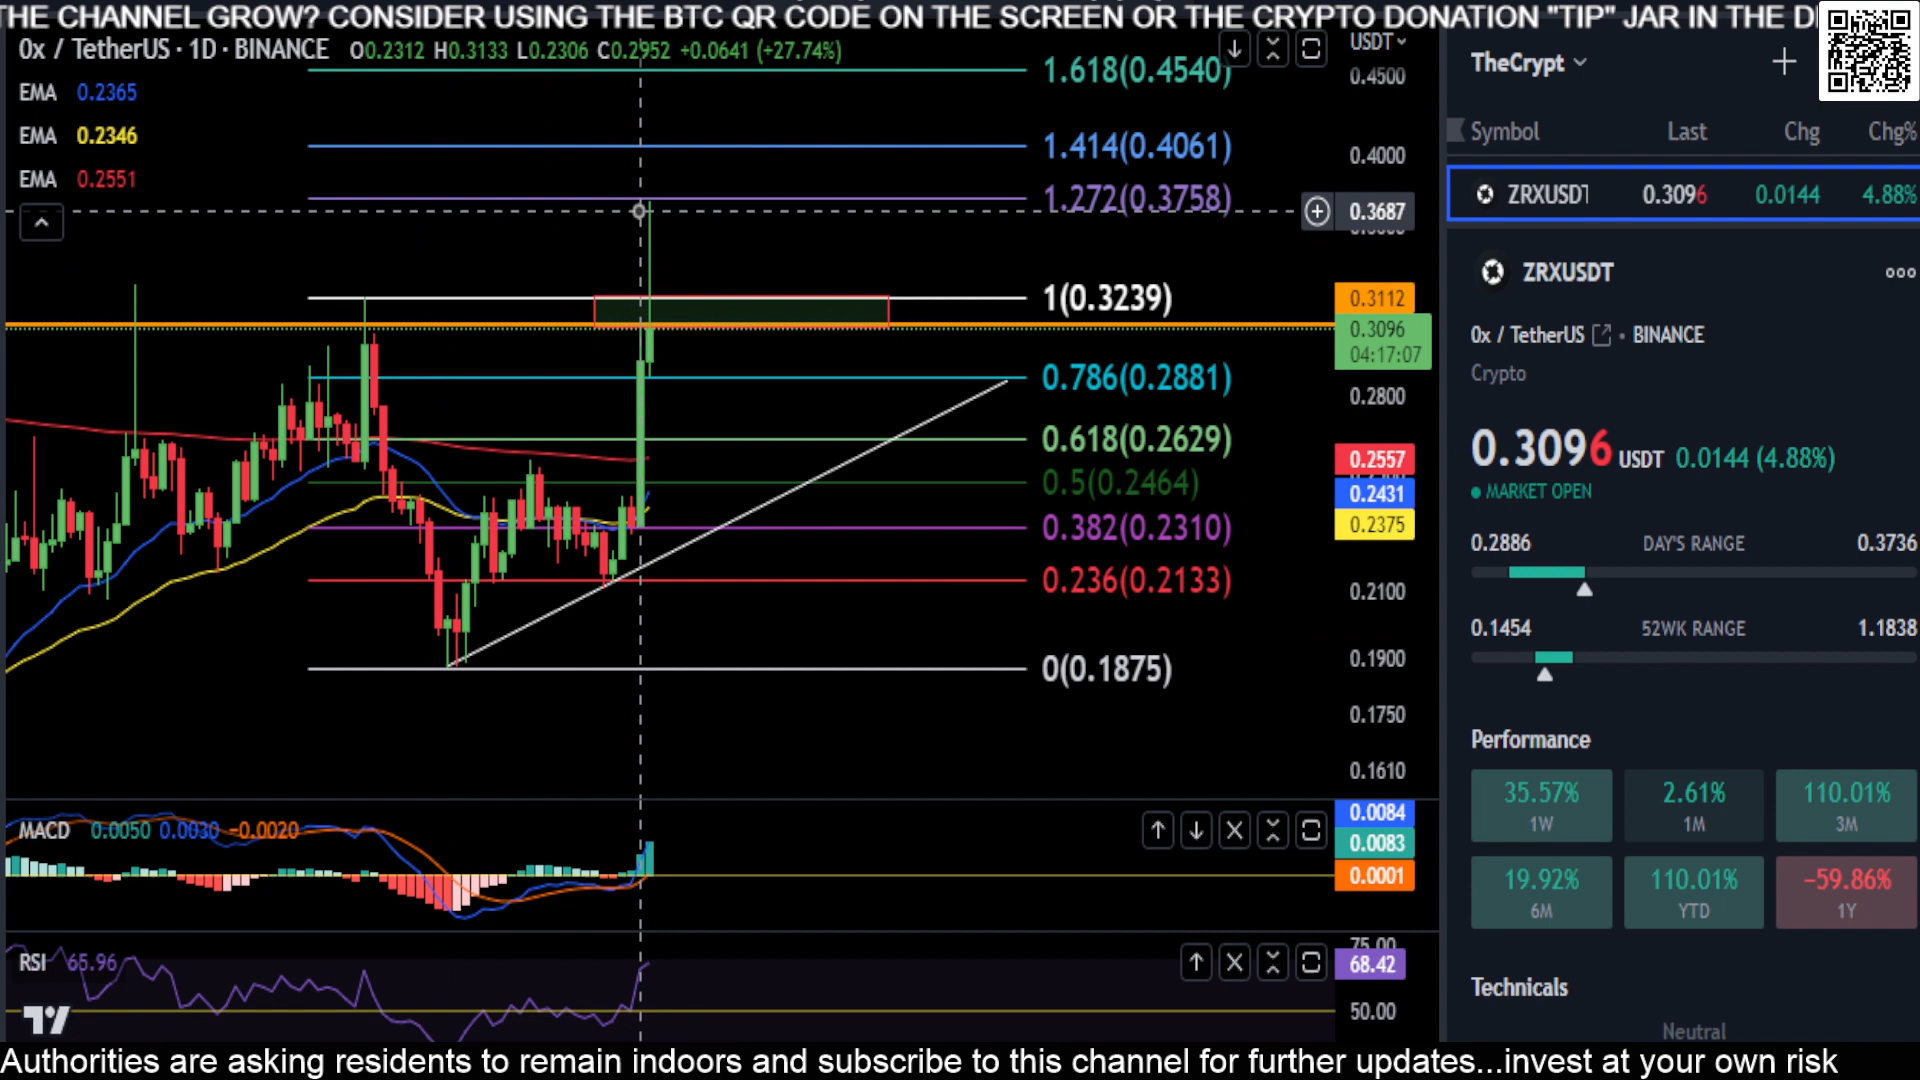 THE CHANNEL GROW? CONSIDER USING THE BTC QR CODE ON THE SCREEN OR THE CRYPTO DONATION "TIP" JAR IN THE
0x / TetherUS · 1D · BINANCE O0.2312 H0.3133 L0.2306 C0.2952 +0.0641 (+27.74%)
EMA 0.2365
EMA 0.2346
EMA 0.2551
1.618(0.4540)
1.414(0.4061)
1.272(0.3758)
1(0.3239)
0.786(0.2881)
0.618(0.2629)
0.5(0.2464)
0.382(0.2310)
0.236(0.2133)
0(0.1875)
USDT
0.4500
0.4000
0.3687
0.3112
0.3096
04:17:07
0.2800
0.2557
0.2431
0.2375
0.2100
0.1900
0.1750
0.1610
MACD 0.0050 0.0030 −0.0020
0.0084
0.0083
0.0001
RSI 65.96
75.00
68.42
50.00
TheCrypt
Symbol Last Chg Chg%
ZRXUSDT 0.3096 0.0144 4.88%
ZRXUSDT
0x / TetherUS · BINANCE
Crypto
0.3096 USDT 0.0144 (4.88%)
MARKET OPEN
0.2886 DAY'S RANGE 0.3736
0.1454 52WK RANGE 1.1838
Performance
35.57% 2.61% 110.01%
1W 1M 3M
19.92% 110.01% −59.86%
6M YTD 1Y
Technicals
Neutral
Authorities are asking residents to remain indoors and subscribe to this channel for further updates...invest at your own risk